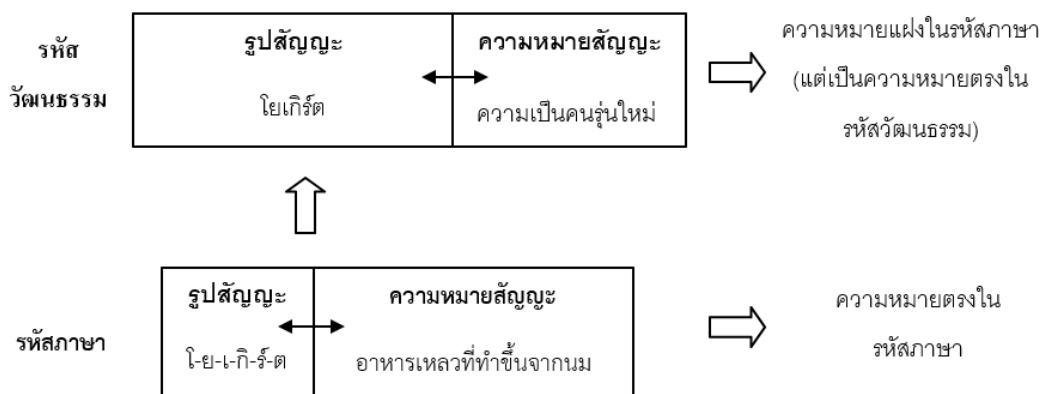 รหัส
วัฒนธรรม
รูปสัญญะ
โยเกิร์ต
ความหมายสัญญะ
ความเป็นคนรุ่นใหม่
ความหมายแฝงในรหัสภาษา
(แต่เป็นความหมายตรงใน
รหัสวัฒนธรรม)
รหัสภาษา
รูปสัญญะ
โ-ย-เ-กิ-ร์-ต
ความหมายสัญญะ
อาหารเหลวที่ทำขึ้นจากนม
ความหมายตรงใน
รหัสภาษา